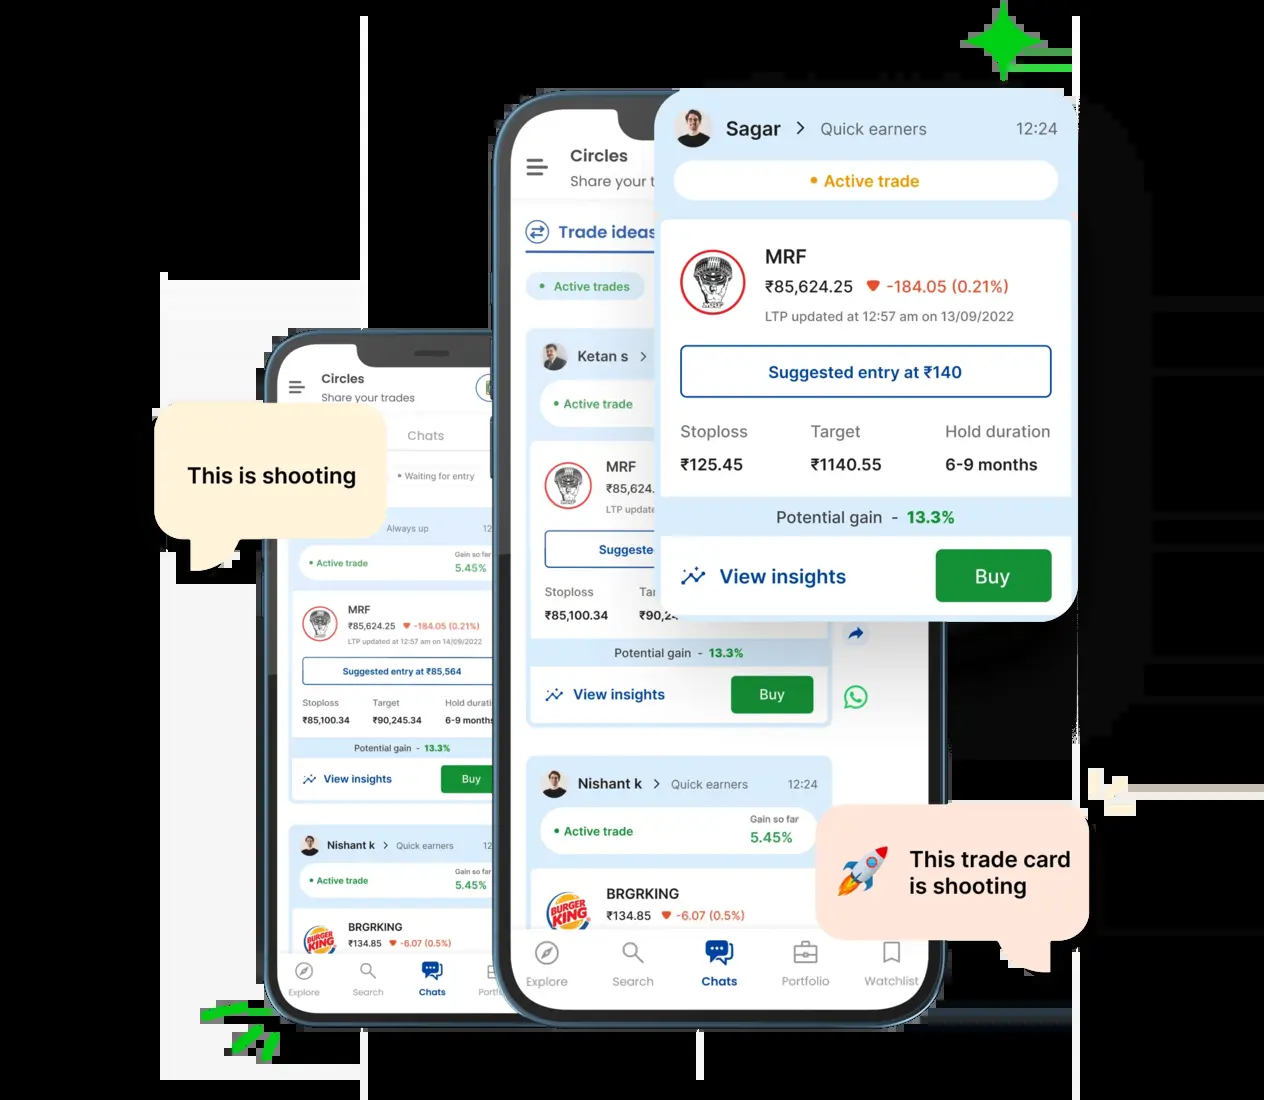 Circles
Share your trades
Chats
Waiting for entry
This is shooting
Always up
Active trade
Gain so far
5.45%
MRF
₹85,624.25 -184.05 (0.21%)
LTP updated at 12:57 am on 14/09/2022
Suggested entry at ₹85,564
Stoploss Target Hold durati
₹85,100.34 ₹90,245.34 6-9 months
Potential gain - 13.3%
View insights Buy
Nishant k > Quick earners
Active trade
Gain so far
5.45%
BURGER KING
BRGRKING
₹134.85 -6.07 (0.5%)
Explore Search Chats
Circles
Share your t
Trade ideas
Active trades
Ketan s >
Active trade
MRF
₹85,624.
LTP update
Suggeste
Stoploss
₹85,100.34
Potential gain - 13.3%
View insights Buy
Nishant k > Quick earners 12:24
Active trade
Gain so far
5.45%
BURGER KING
BRGRKING
₹134.85 -6.07 (0.5%)
Explore Search Chats Portfolio Watchlist
Sagar > Quick earners 12:24
Active trade
MRF
₹85,624.25 -184.05 (0.21%)
LTP updated at 12:57 am on 13/09/2022
Suggested entry at ₹140
Stoploss Target Hold duration
₹125.45 ₹1140.55 6-9 months
Potential gain - 13.3%
View insights Buy
This trade card
is shooting